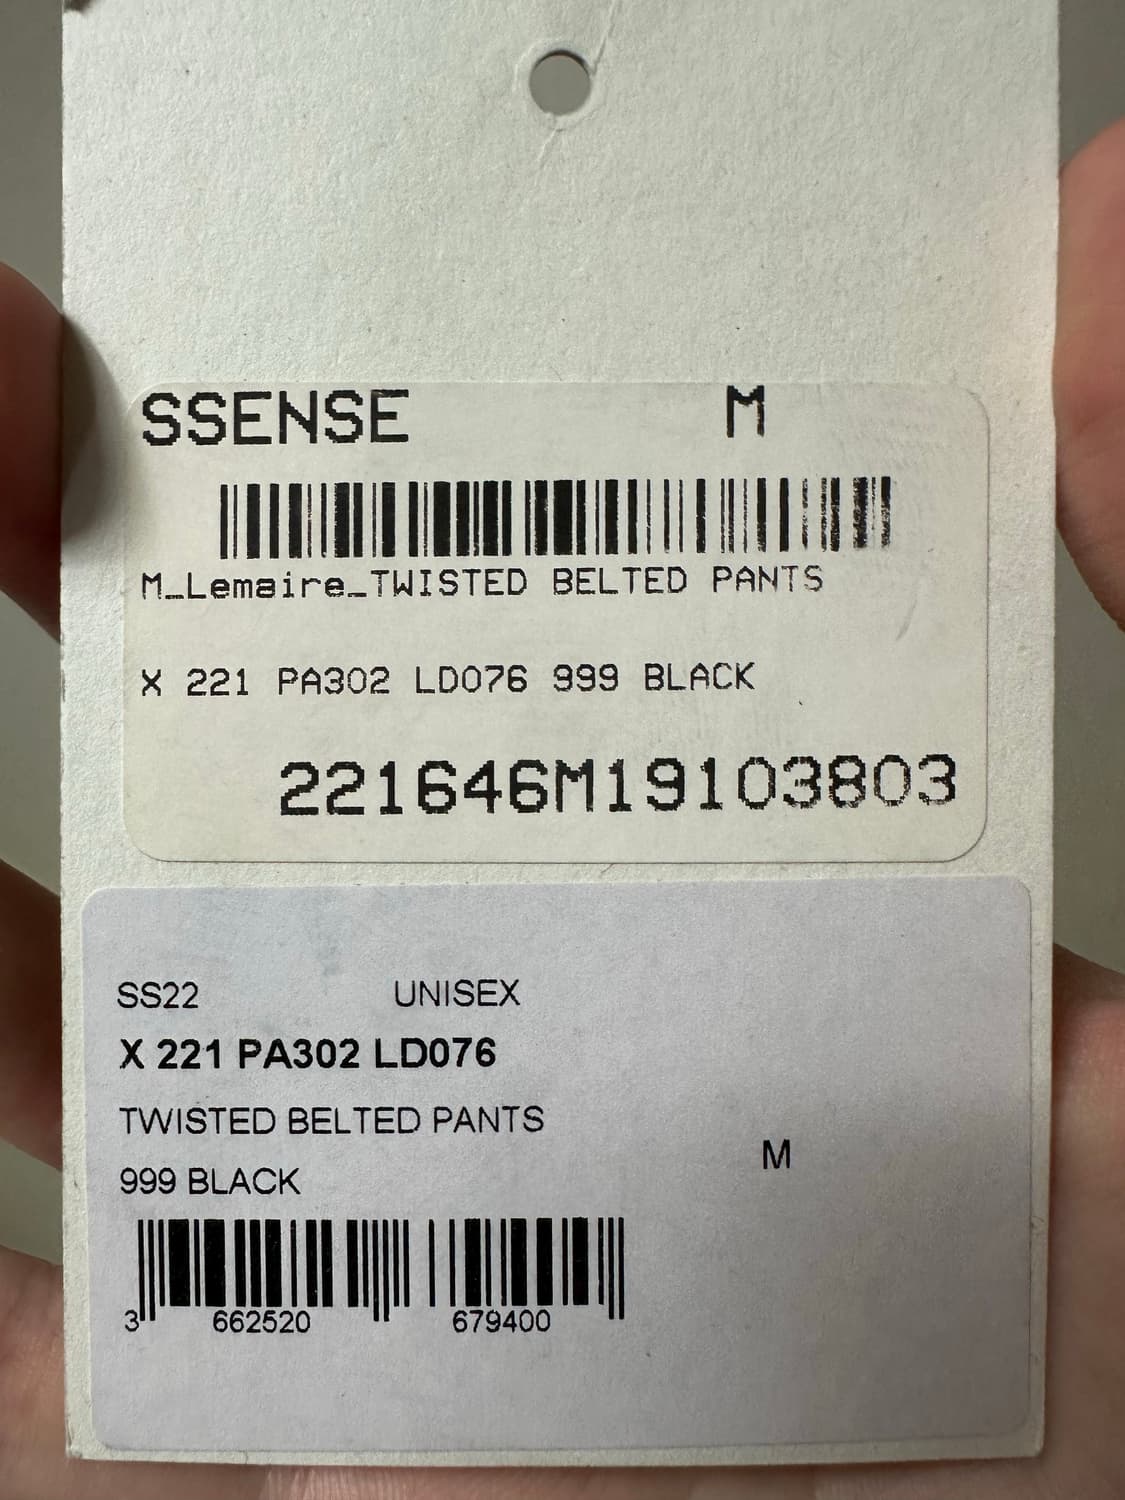 SSENSE M
M_Lemaire_TWISTED BELTED PANTS
X 221 PA302 LD076 999 BLACK
221646M19103803
SS22 UNISEX
X 221 PA302 LD076
TWISTED BELTED PANTS
M
999 BLACK
3 662520 679400